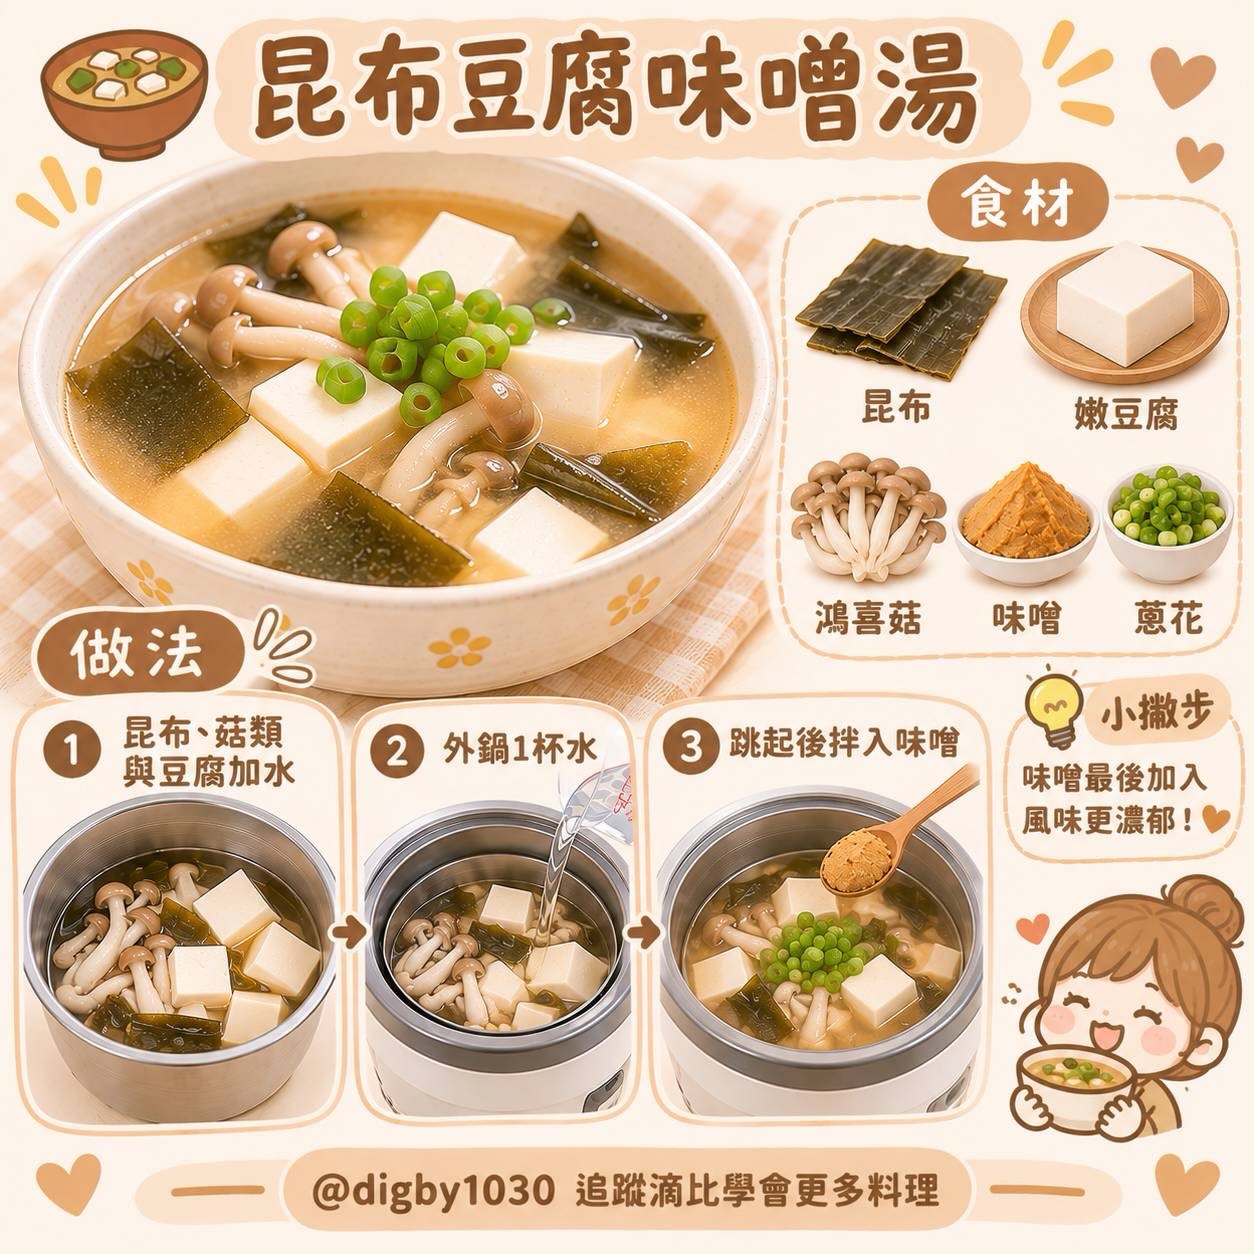 昆布豆腐味噌湯
食材
昆布
嫩豆腐
鴻喜菇
味噌
蔥花
做法
1
昆布、菇類
與豆腐加水
2
外鍋1杯水
3
跳起後拌入味噌
小撇步
味噌最後加入
風味更濃郁!
@digby1030 追蹤滴比學會更多料理